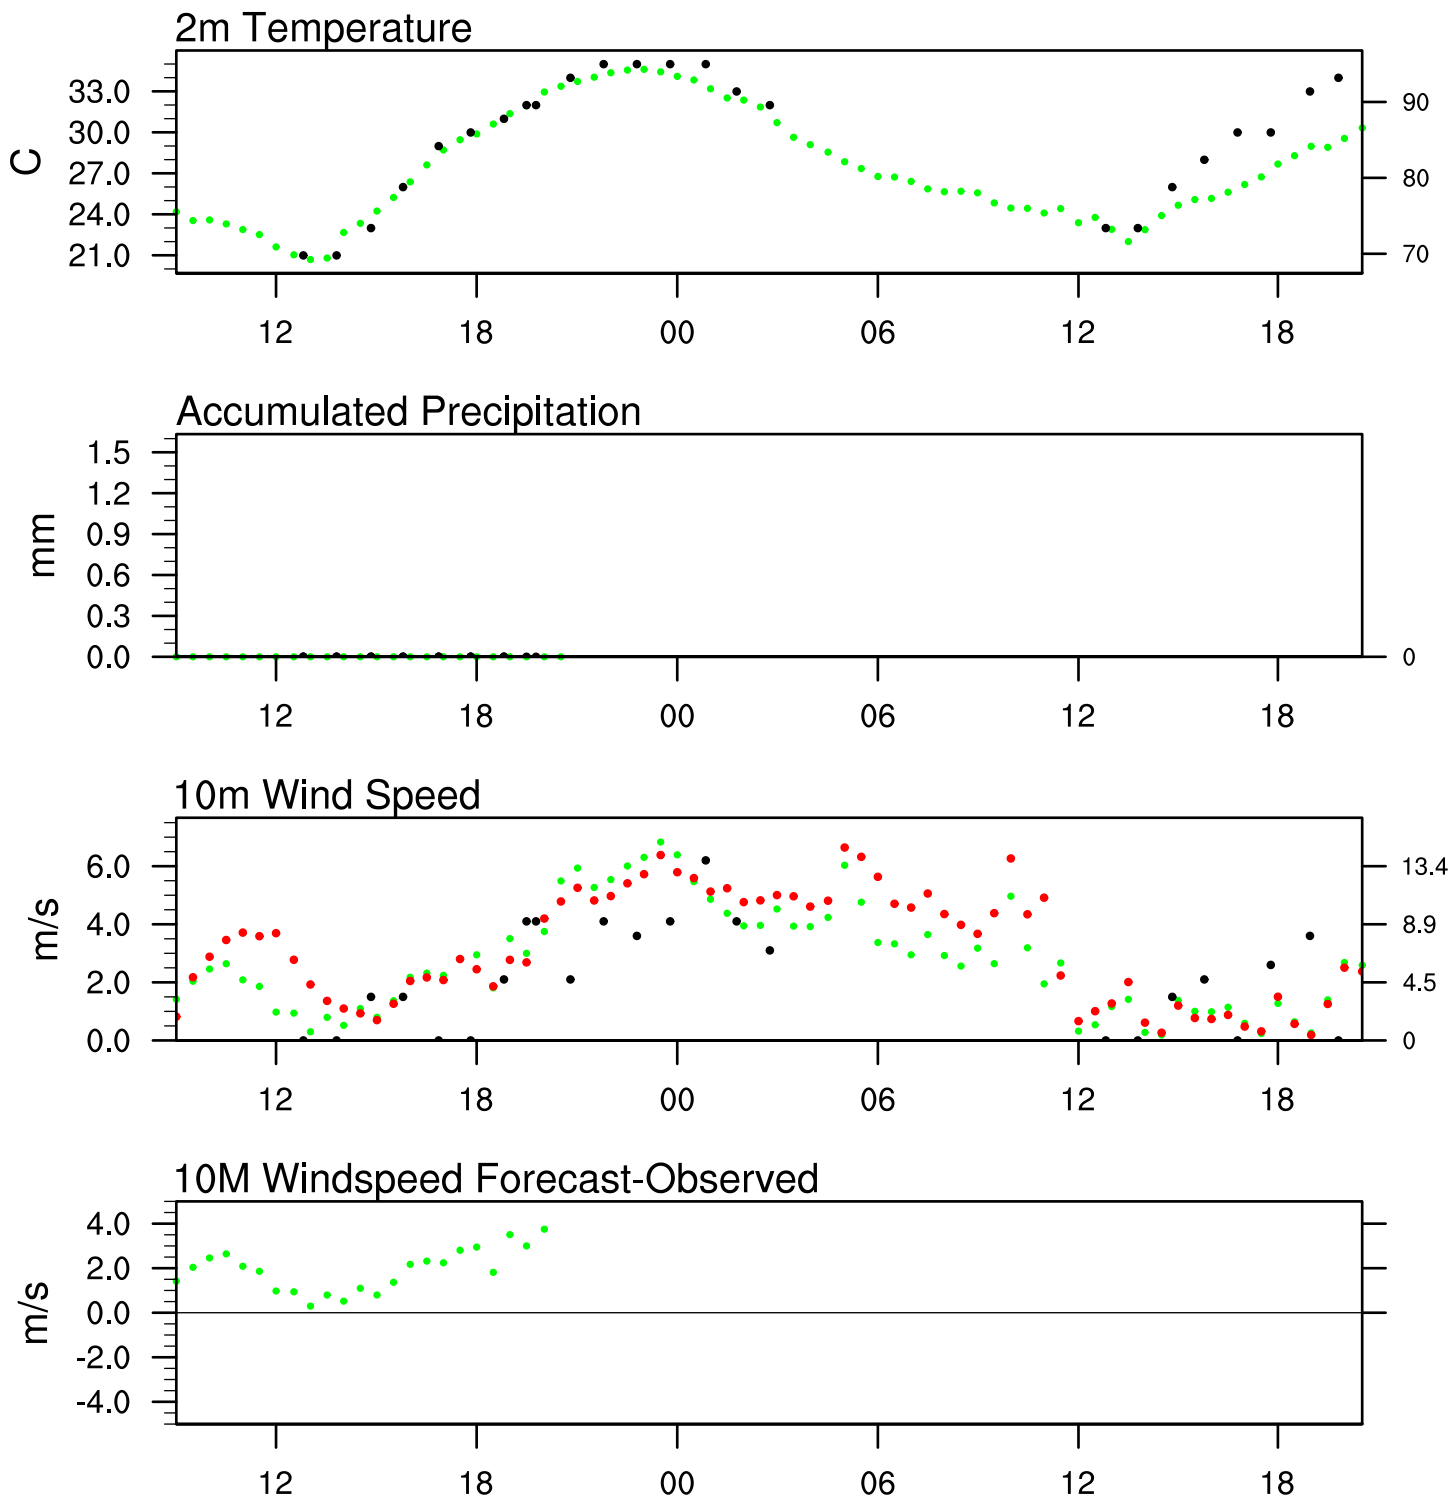 2m Temperature
C
33.0
30.0
27.0
24.0
21.0
90
80
70
12 18 00 06 12 18
Accumulated Precipitation
mm
1.5
1.2
0.9
0.6
0.3
0.0
0
12 18 00 06 12 18
10m Wind Speed
m/s
6.0
4.0
2.0
0.0
13.4
8.9
4.5
0
12 18 00 06 12 18
10M Windspeed Forecast-Observed
m/s
4.0
2.0
0.0
-2.0
-4.0
12 18 00 06 12 18